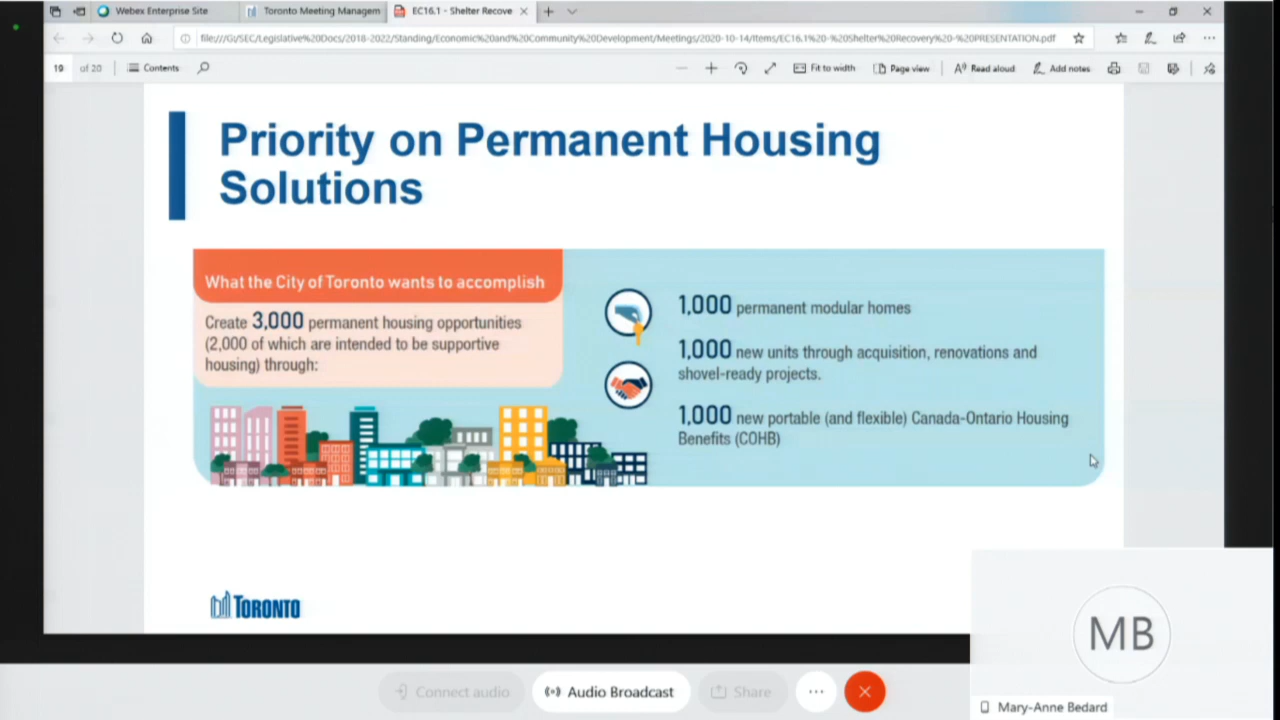 Webex Enterprise Site
Toronto Meeting Managem
EC16.1 - Shelter Recove
file:///G:/SEC/Legislative%20Docs/2018-2022/Standing/Economic%20and%20Community%20Development/Meetings/2020-10-14/Items/EC16.1%20-%20Shelter%20Recovery%20-%20PRESENTATION.pdf
19 of 20
Contents
Fit to width
Page view
Read aloud
Add notes
Priority on Permanent Housing
Solutions
What the City of Toronto wants to accomplish
Create 3,000 permanent housing opportunities
(2,000 of which are intended to be supportive
housing) through:
1,000 permanent modular homes
1,000 new units through acquisition, renovations and
shovel-ready projects.
1,000 new portable (and flexible) Canada-Ontario Housing
Benefits (COHB)
TORONTO
MB
Mary-Anne Bedard
Connect audio
Audio Broadcast
Share